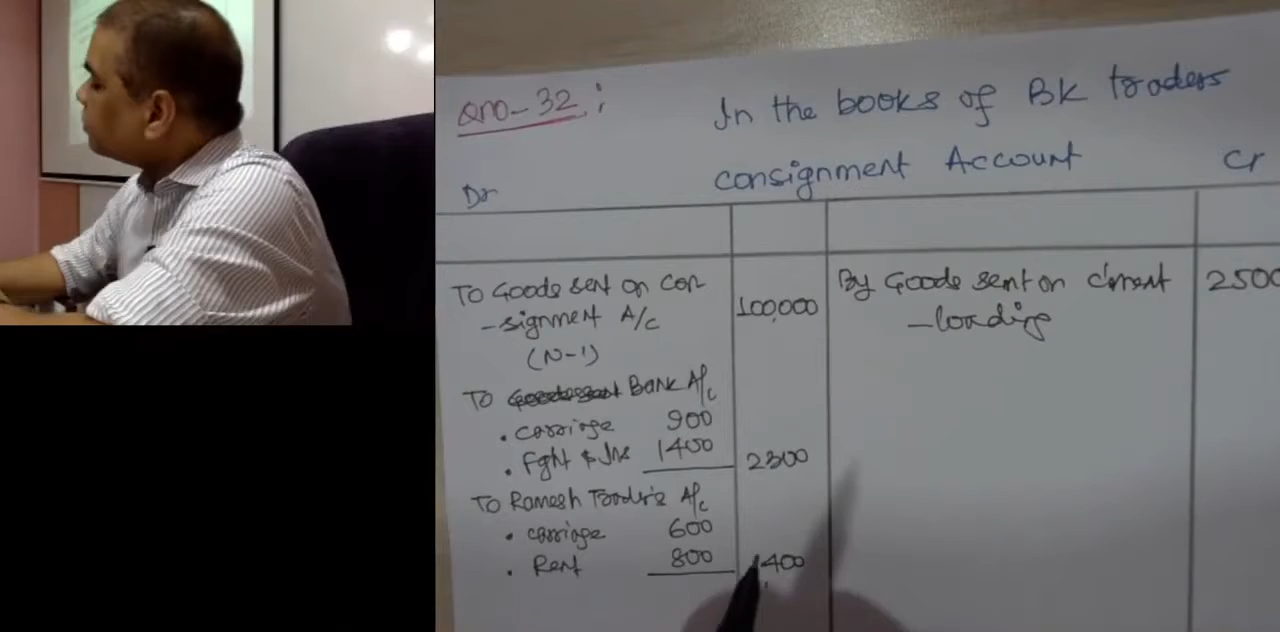 Qno-32:
In the books of BK traders
Consignment Account
Dr
Cr
To Goods sent on Con
-signment A/c
100,000
(N-1)
By Goods sent on C'ment
-loading
2500
To Bank A/c
. Carriage 900
. Fght & Ins 1400
2300
To Ramesh Trader's A/c
. Carriage 600
. Rent 800
1400